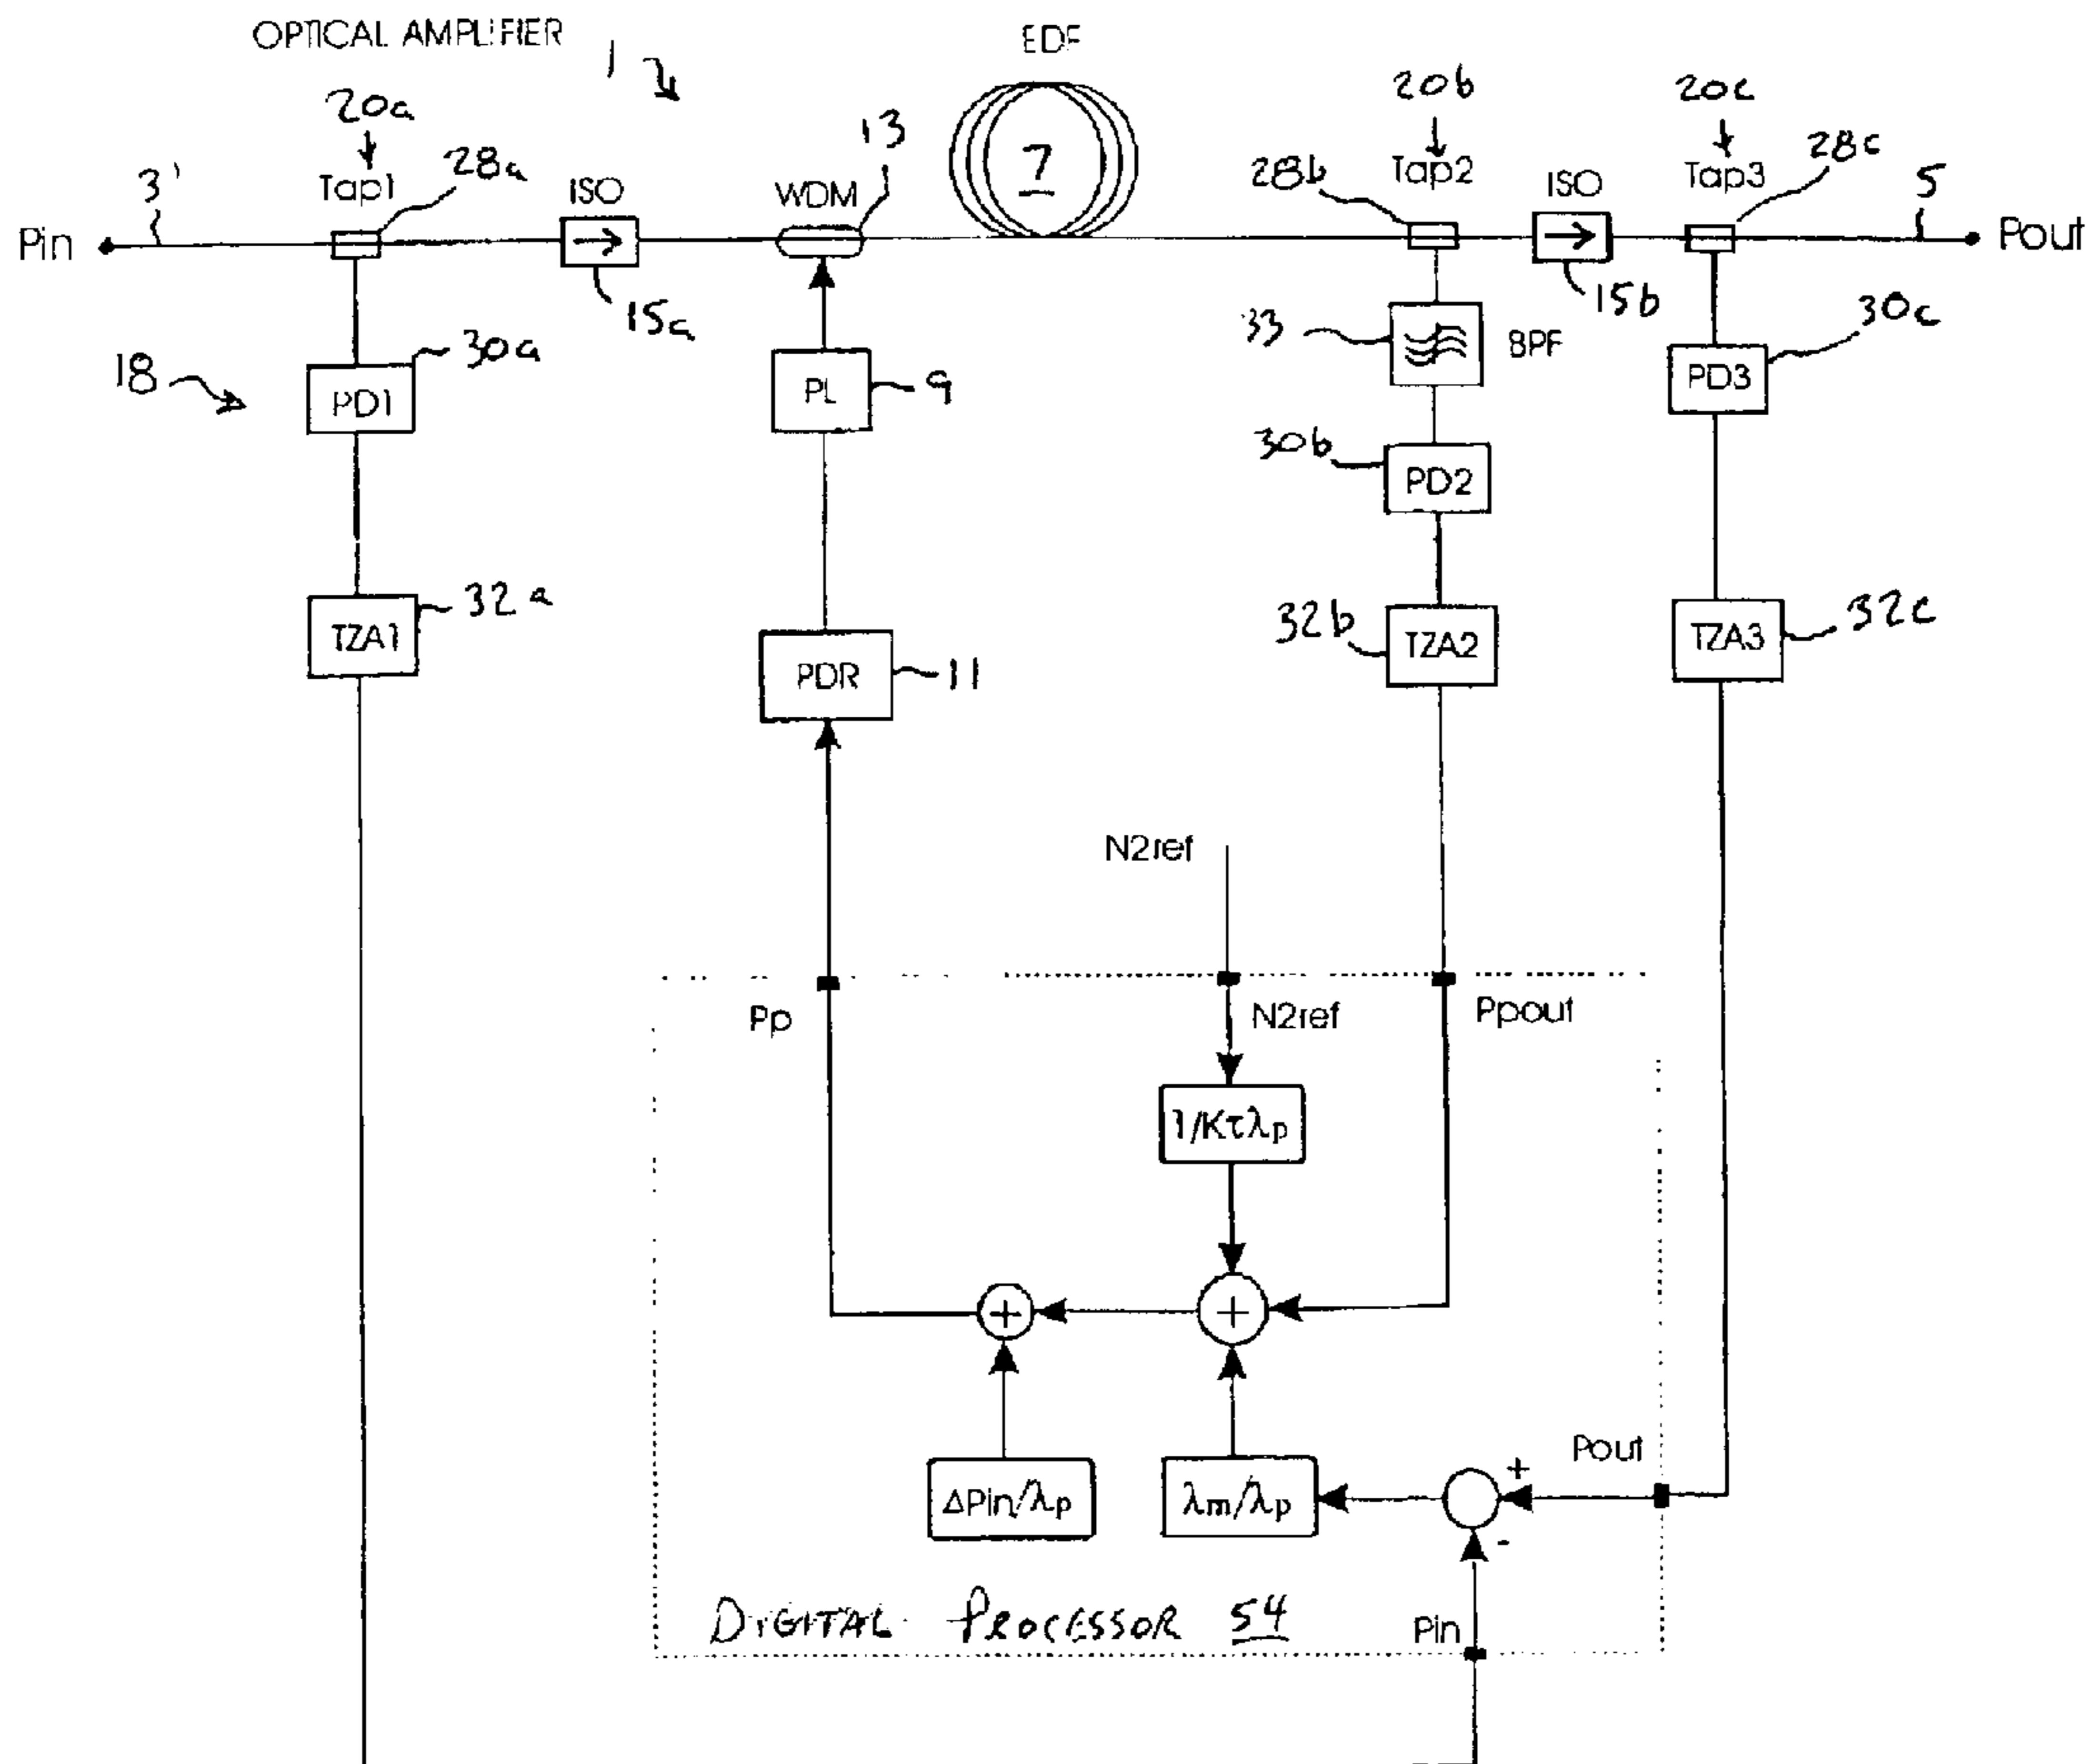 OPTICAL AMPLIFIER
1
EDF
20a
20b
20c
13
7
3'
Tap1
28a
ISO
WDM
28b
Tap2
ISO
Tap3
28c
5
Pin
Pout
15a
15b
18
30a
PD1
PL
9
33
BPF
30c
PD3
30b
PD2
32a
TZA1
PDR
11
32b
TZA2
TZA3
32c
N2ref
Pp
N2ref
Ppout
1/Kτλp
+
+
ΔPin/λp
λm/λp
Pout
+
-
DIGITAL PROCESSOR 54
Pin